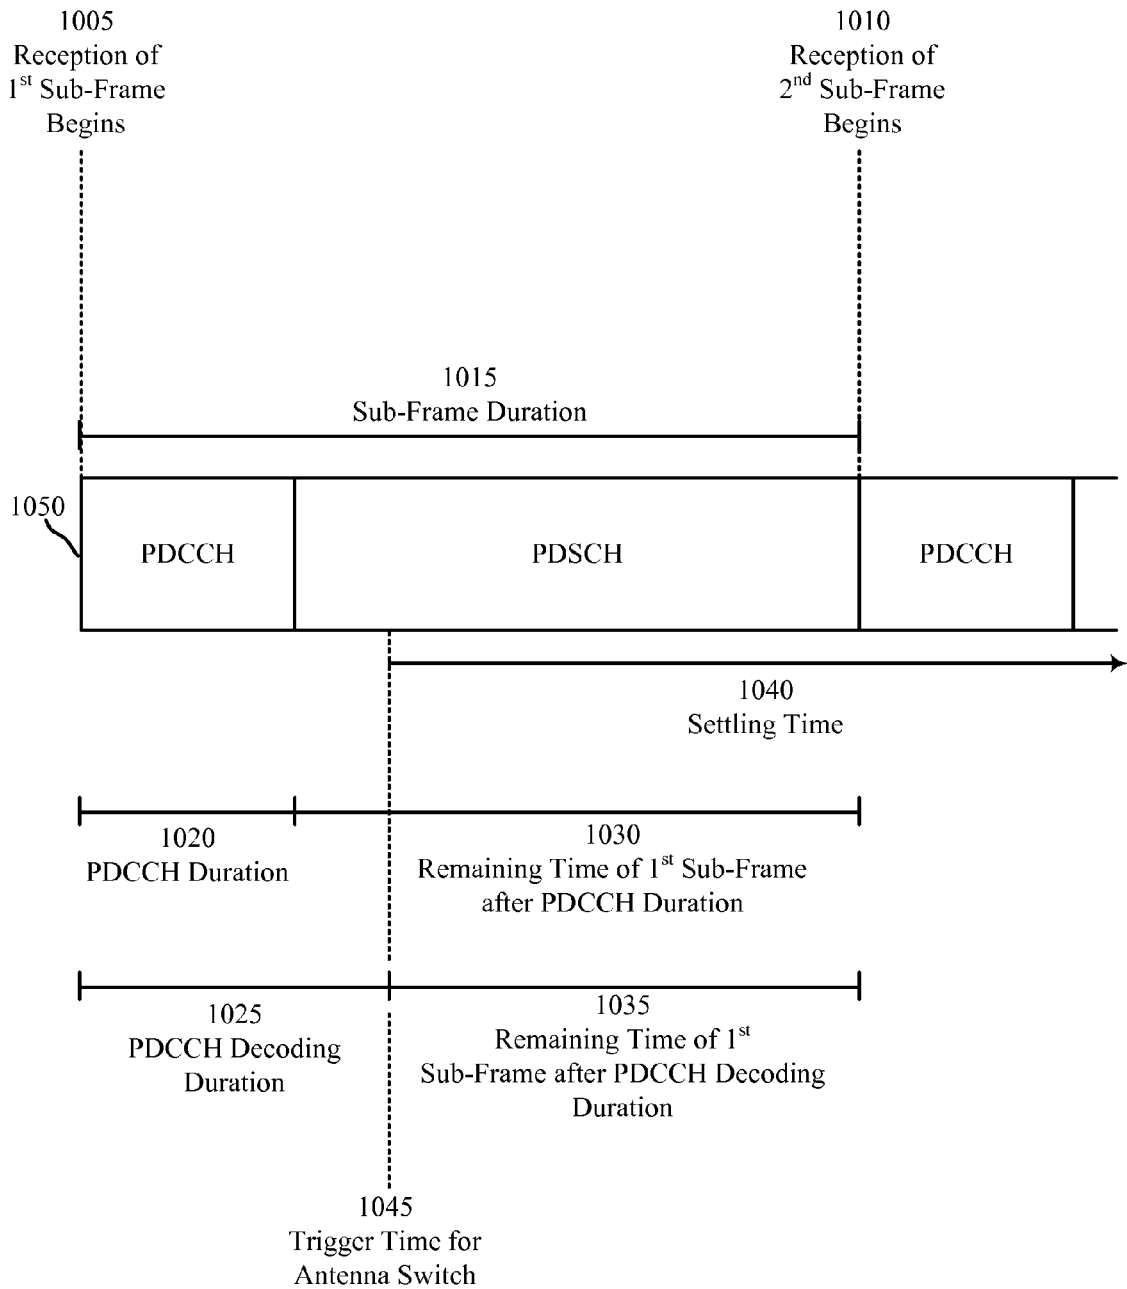 1005
Reception of
1st Sub-Frame
Begins
1010
Reception of
2nd Sub-Frame
Begins
1015
Sub-Frame Duration
1050
PDCCH
PDSCH
PDCCH
1040
Settling Time
1020
PDCCH Duration
1030
Remaining Time of 1st Sub-Frame
after PDCCH Duration
1025
PDCCH Decoding
Duration
1035
Remaining Time of 1st
Sub-Frame after PDCCH Decoding
Duration
1045
Trigger Time for
Antenna Switch